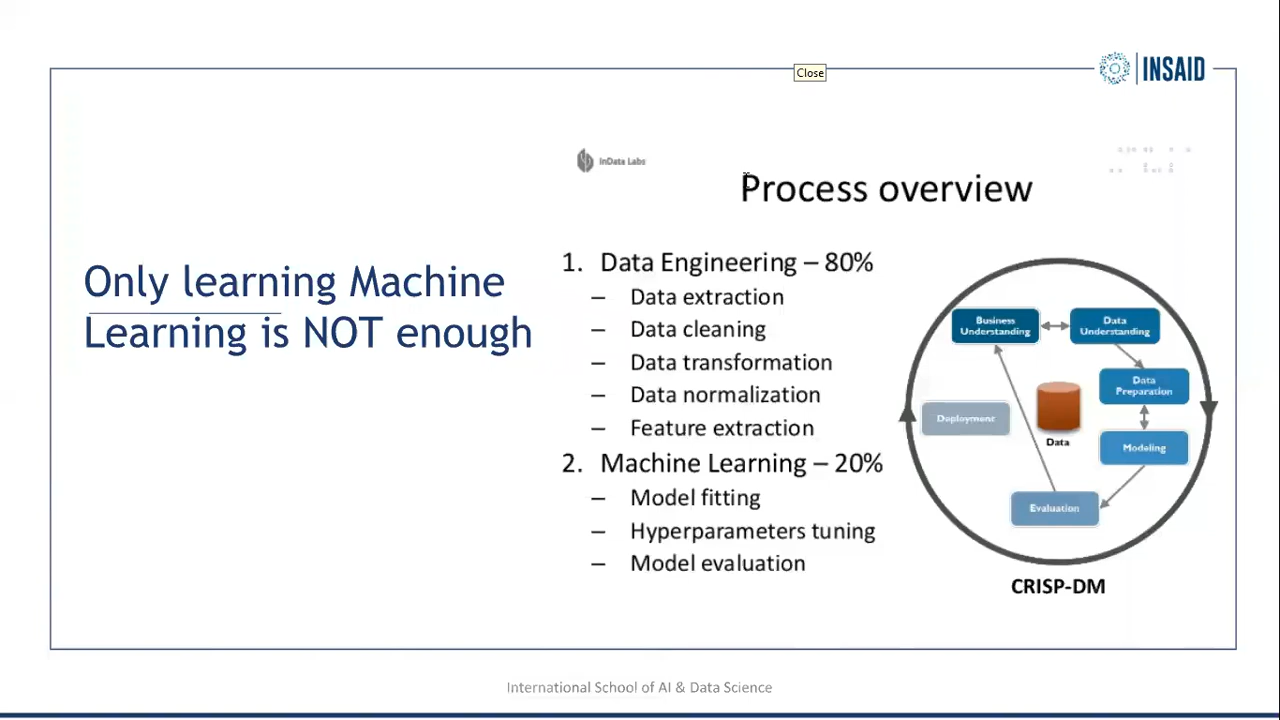 Close
INSAID
InData Labs
Process overview
Only learning Machine
Learning is NOT enough
1. Data Engineering – 80%
– Data extraction
– Data cleaning
– Data transformation
– Data normalization
– Feature extraction
2. Machine Learning – 20%
– Model fitting
– Hyperparameters tuning
– Model evaluation
Business
Understanding
Data
Understanding
Data
Preparation
Deployment
Data
Modeling
Evaluation
CRISP-DM
International School of AI & Data Science